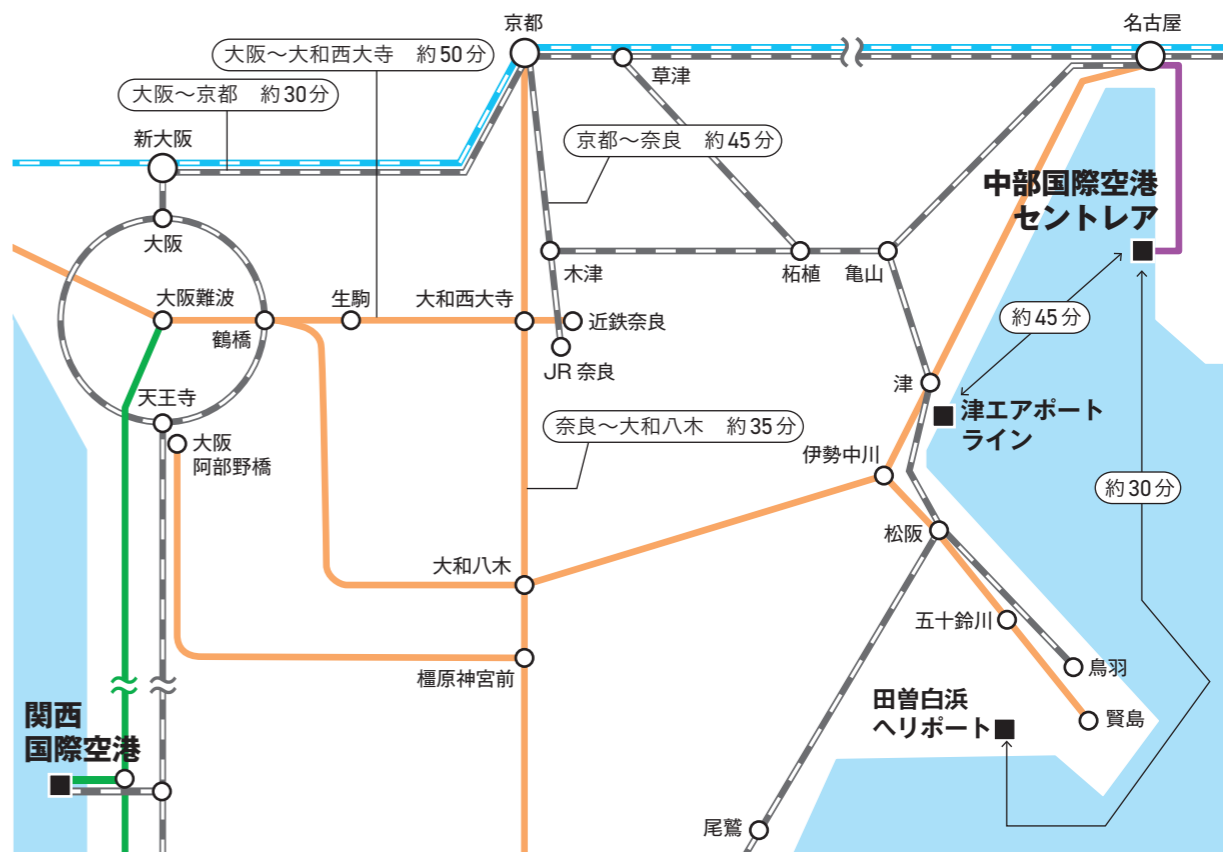 京都
名古屋
大阪～大和西大寺　約50分
草津
大阪～京都　約30分
新大阪
京都～奈良　約45分
中部国際空港
セントレア
大阪
木津
柘植
亀山
大阪難波
生駒
大和西大寺
近鉄奈良
鶴橋
約45分
JR 奈良
津
天王寺
津エアポート
ライン
大阪
阿部野橋
奈良～大和八木　約35分
伊勢中川
約30分
松阪
大和八木
五十鈴川
橿原神宮前
鳥羽
関西
国際空港
田曽白浜
ヘリポート
賢島
尾鷲